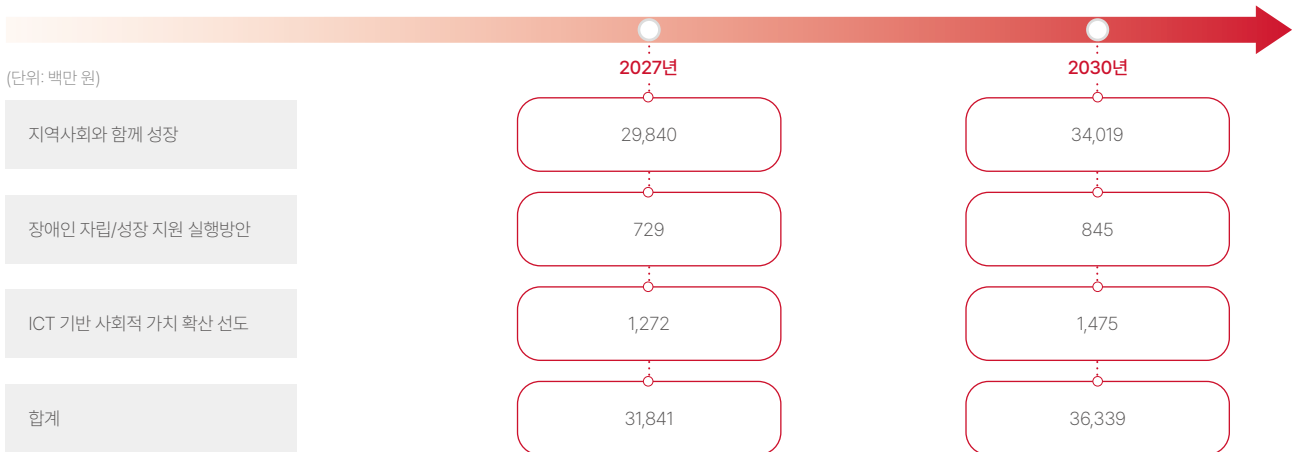 2027년 2030년
(단위: 백만 원)
지역사회와 함께 성장 29,840 34,019
장애인 자립/성장 지원 실행방안 729 845
ICT 기반 사회적 가치 확산 선도 1,272 1,475
합계 31,841 36,339